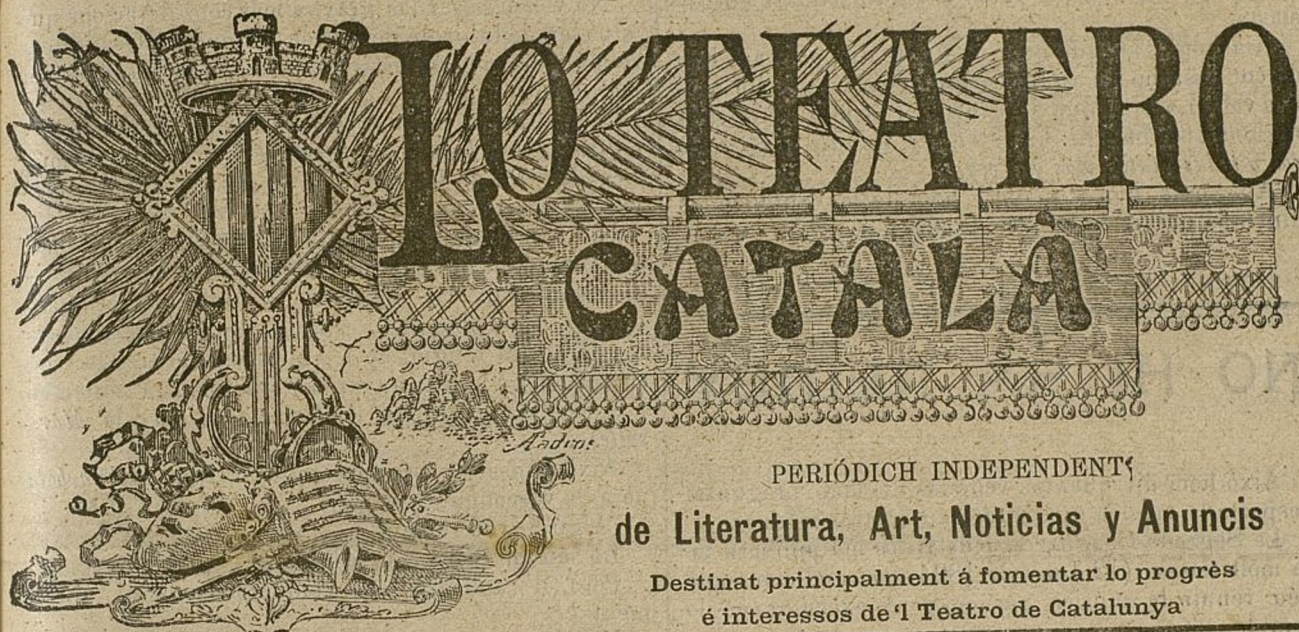 LO TEATRO
CATALÀ
PERIÓDICH INDEPENDENT
de Literatura, Art, Noticias y Anuncis
Destinat principalment á fomentar lo progrès
é interessos de'l Teatro de Catalunya